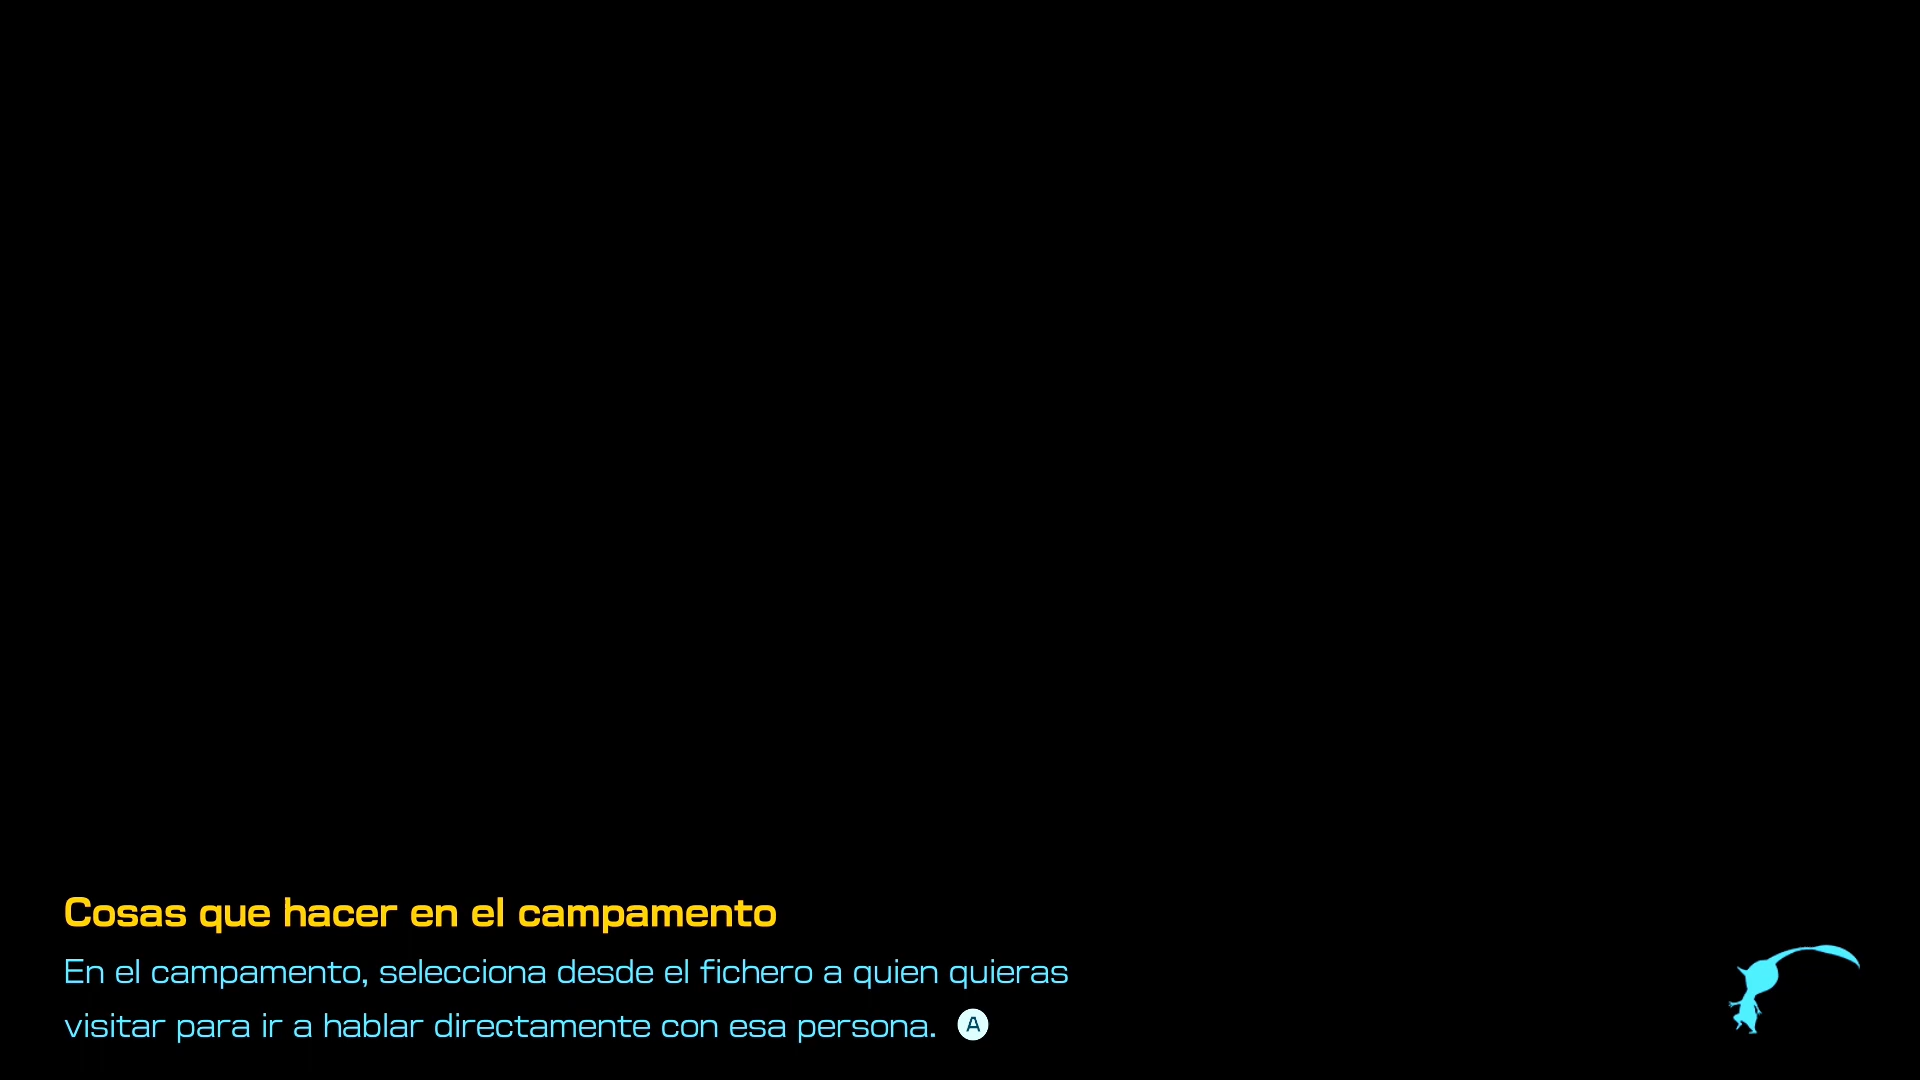 Cosas que hacer en el campamento
En el campamento, selecciona desde el fichero a quien quieras
visitar para ir a hablar directamente con esa persona. A